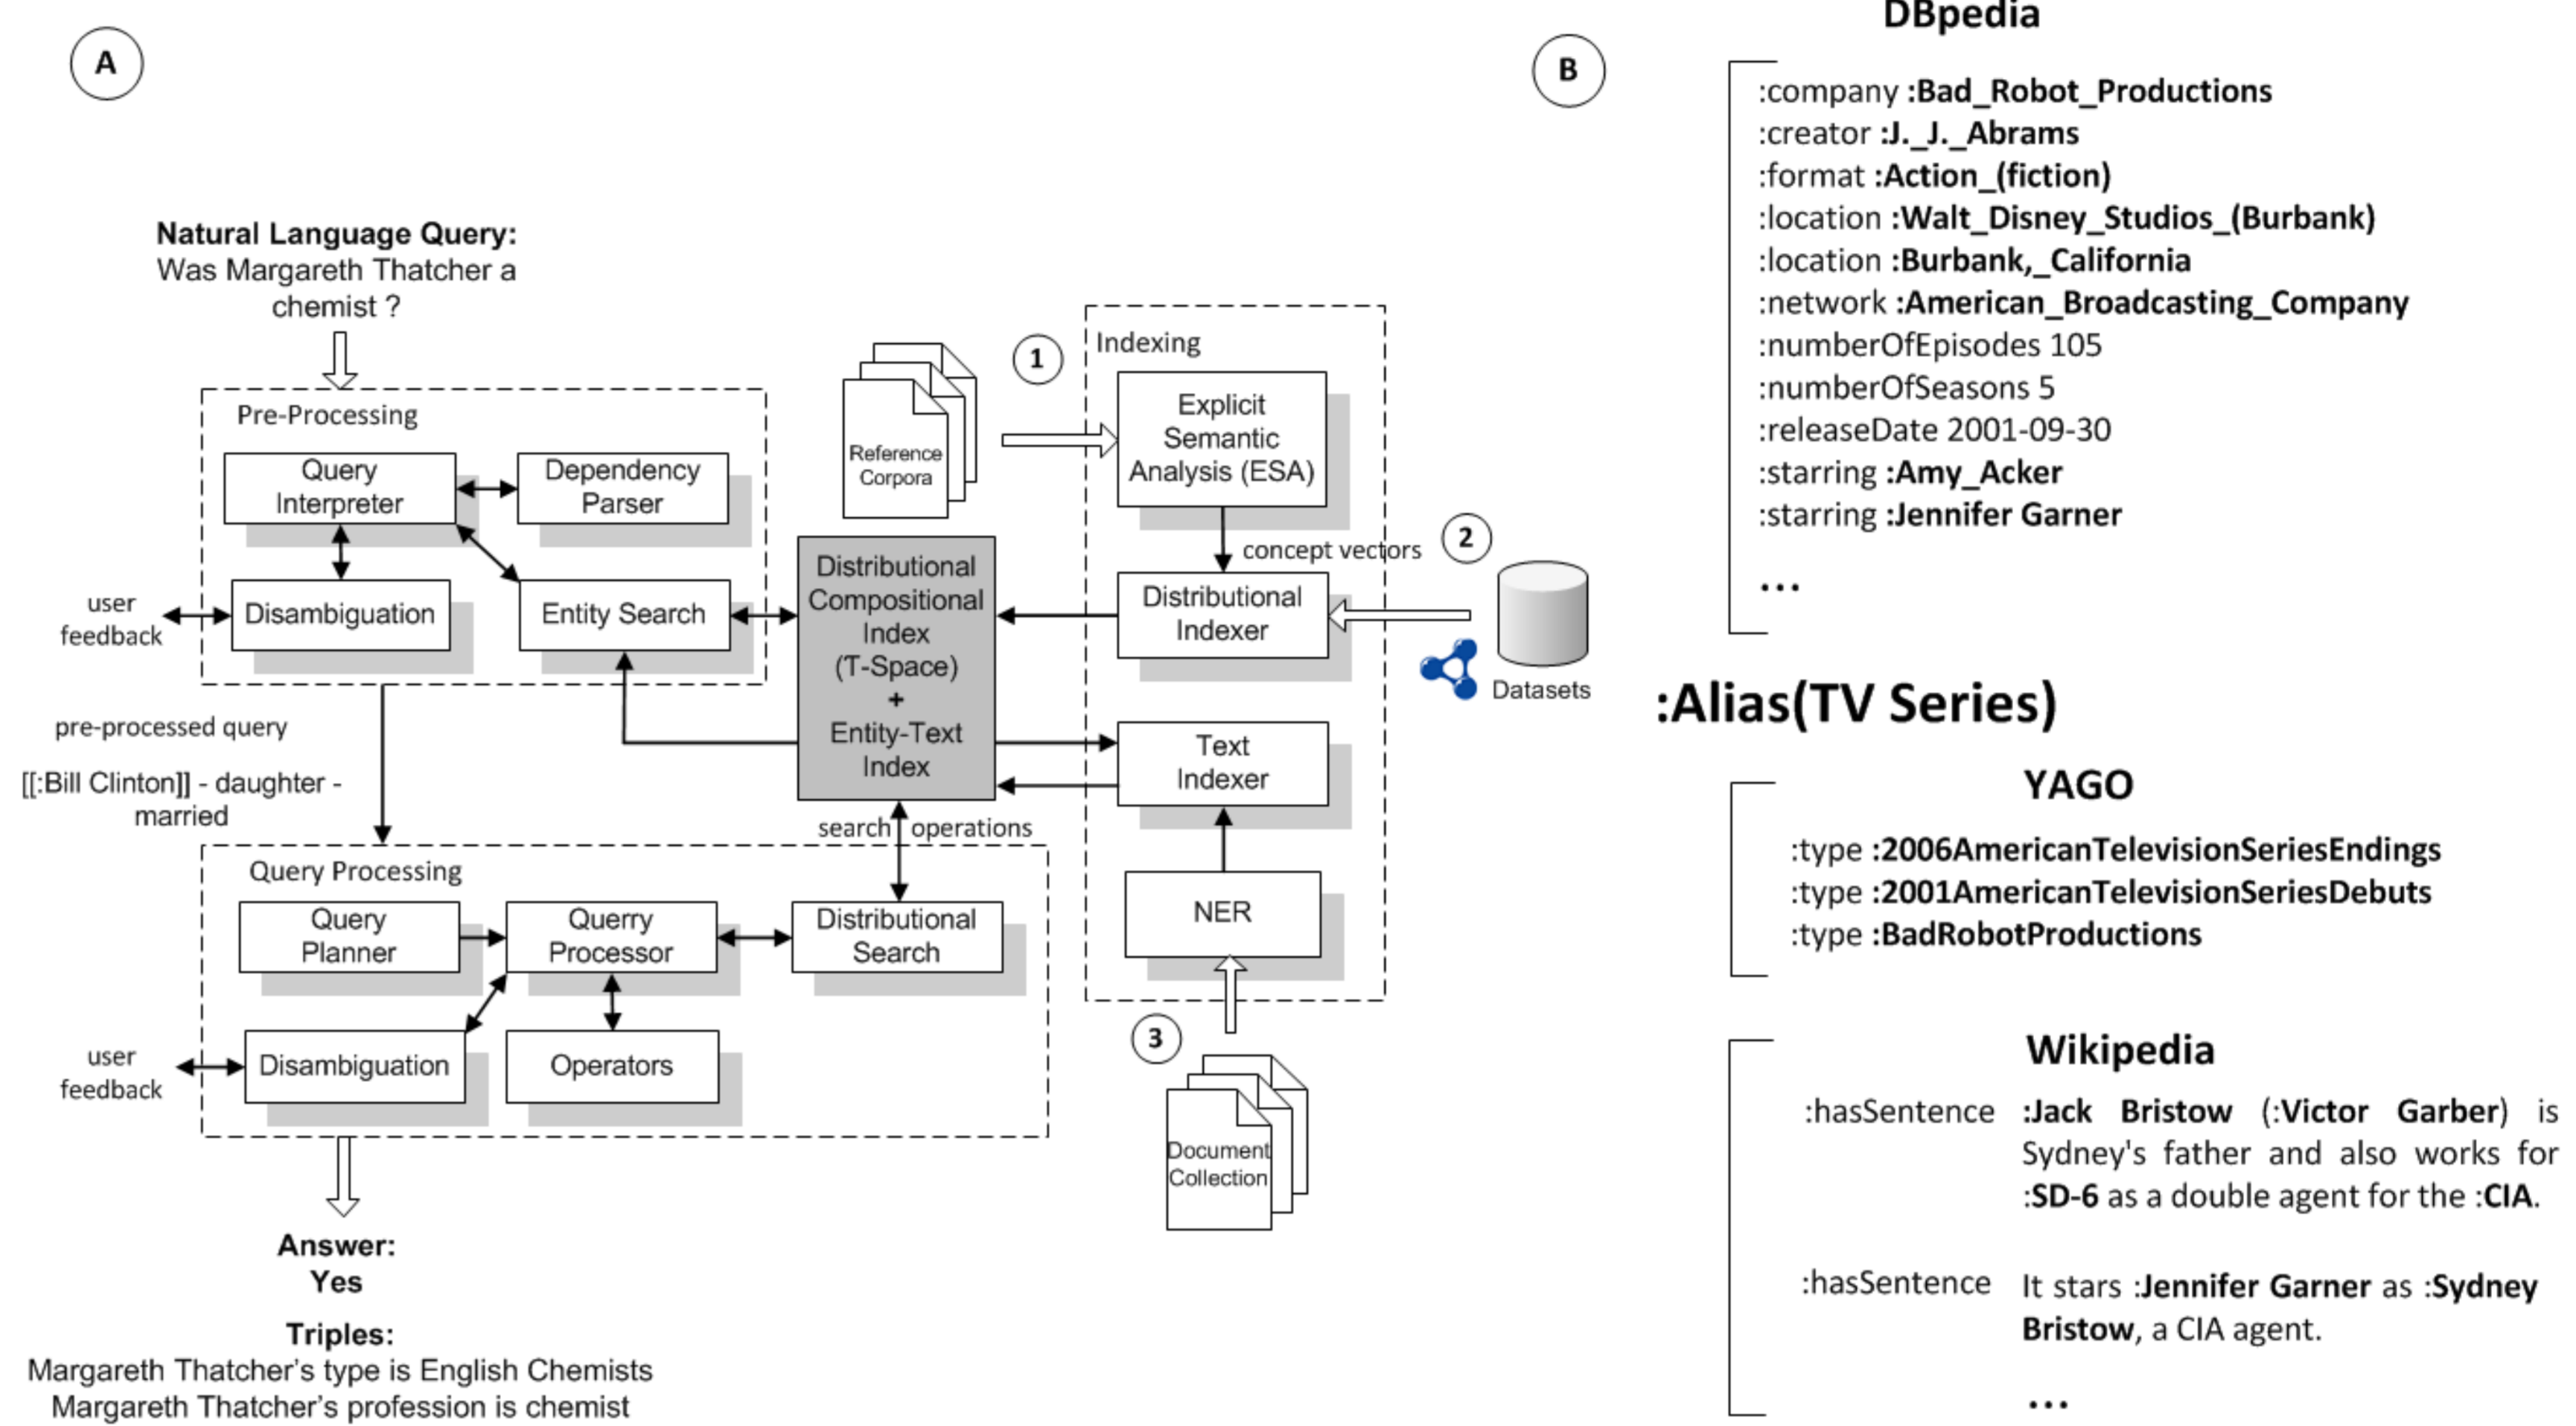 A
Natural Language Query:
Was Margareth Thatcher a
chemist ?
Pre-Processing
Query
Interpreter
Dependency
Parser
user
feedback
Disambiguation
Entity Search
pre-processed query
[[:Bill Clinton]] - daughter -
married
Reference
Corpora
Distributional
Compositional
Index
(T-Space)
+
Entity-Text
Index
search operations
1
Indexing
Explicit
Semantic
Analysis (ESA)
concept vectors
Distributional
Indexer
2
Datasets
Text
Indexer
NER
3
Document
Collection
Query Processing
Query
Planner
Querry
Processor
Distributional
Search
user
feedback
Disambiguation
Operators
Answer:
Yes
Triples:
Margareth Thatcher's type is English Chemists
Margareth Thatcher's profession is chemist
B
DBpedia
:company :Bad_Robot_Productions
:creator :J._J._Abrams
:format :Action_(fiction)
:location :Walt_Disney_Studios_(Burbank)
:location :Burbank,_California
:network :American_Broadcasting_Company
:numberOfEpisodes 105
:numberOfSeasons 5
:releaseDate 2001-09-30
:starring :Amy_Acker
:starring :Jennifer Garner
...
:Alias(TV Series)
YAGO
:type :2006AmericanTelevisionSeriesEndings
:type :2001AmericanTelevisionSeriesDebuts
:type :BadRobotProductions
Wikipedia
:hasSentence :Jack Bristow (:Victor Garber) is
Sydney's father and also works for
:SD-6 as a double agent for the :CIA.
:hasSentence It stars :Jennifer Garner as :Sydney
Bristow, a CIA agent.
...